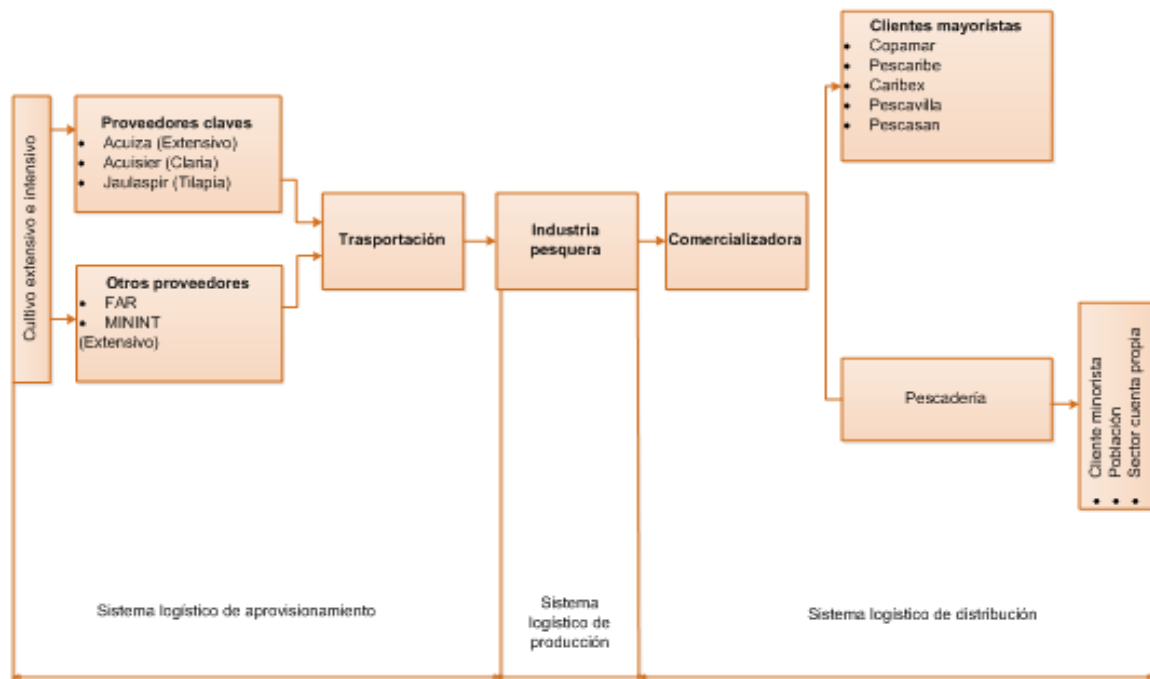 Cultivo extensivo e intensivo
Proveedores claves
• Acuiza (Extensivo)
• Acuisier (Claria)
• Jaulaspir (Tilapia)
Otros proveedores
• FAR
• MININT
(Extensivo)
Trasportación
Industria
pesquera
Comercializadora
Clientes mayoristas
• Copamar
• Pescaribe
• Caribex
• Pescavilla
• Pescasan
Pescadería
• Cliente minorista
• Población
• Sector cuenta propia
Sistema logístico de aprovisionamiento
Sistema
logístico de
producción
Sistema logístico de distribución